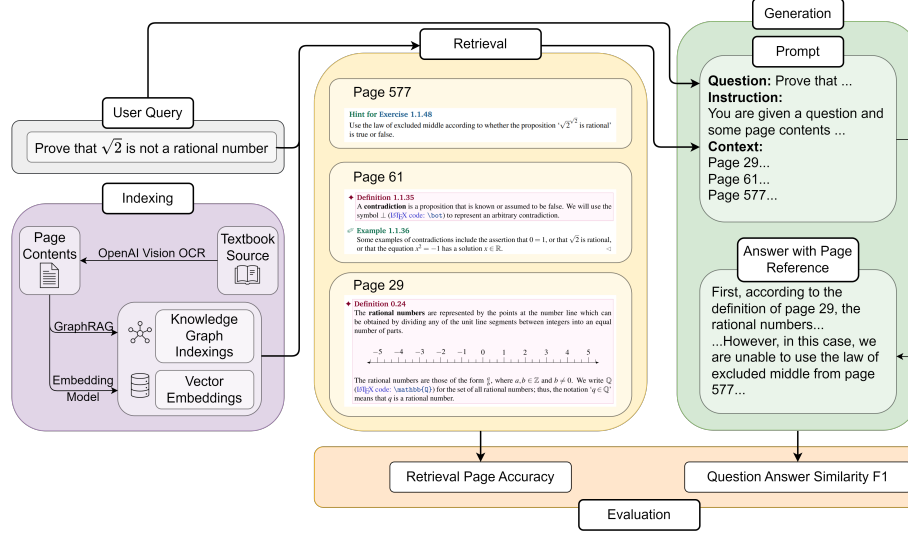 User Query
Prove that √2 is not a rational number
Indexing
Page
Contents
OpenAI Vision OCR
Textbook
Source
GraphRAG
Knowledge
Graph
Indexings
Embedding
Model
Vector
Embeddings
Retrieval
Page 577
Hint for Exercise 1.1.48
Use the law of excluded middle according to whether the proposition ‘√2^√2 is rational’
is true or false.
Page 61
✦ Definition 1.1.35
A contradiction is a proposition that is known or assumed to be false. We will use the
symbol ⊥ (LATEX code: \bot) to represent an arbitrary contradiction.
Example 1.1.36
Some examples of contradictions include the assertion that 0 = 1, or that √2 is rational,
or that the equation x² = −1 has a solution x ∈ ℝ. ◁
Page 29
✦ Definition 0.24
The rational numbers are represented by the points at the number line which can
be obtained by dividing any of the unit line segments between integers into an equal
number of parts.
−5 −4 −3 −2 −1 0 1 2 3 4 5
The rational numbers are those of the form a/b, where a, b ∈ ℤ and b ≠ 0. We write ℚ
(LATEX code: \mathbb{Q}) for the set of all rational numbers; thus, the notation ‘q ∈ ℚ’
means that q is a rational number.
Generation
Prompt
Question: Prove that ...
Instruction:
You are given a question and
some page contents ...
Context:
Page 29...
Page 61...
Page 577...
Answer with Page
Reference
First, according to the
definition of page 29, the
rational numbers...
...However, in this case, we
are unable to use the law of
excluded middle from page
577...
Retrieval Page Accuracy
Question Answer Similarity F1
Evaluation